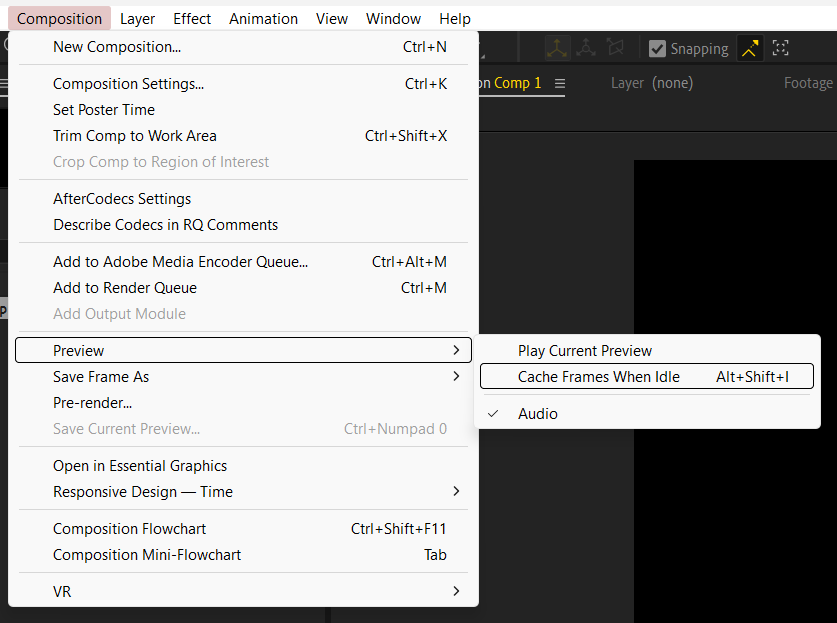 Composition Layer Effect Animation View Window Help
New Composition... Ctrl+N
Snapping
Composition Settings... Ctrl+K
on Comp 1 Layer (none) Footage
Set Poster Time
Trim Comp to Work Area Ctrl+Shift+X
Crop Comp to Region of Interest
AfterCodecs Settings
Describe Codecs in RQ Comments
Add to Adobe Media Encoder Queue... Ctrl+Alt+M
Add to Render Queue Ctrl+M
Add Output Module
Preview
Save Frame As
Pre-render...
Save Current Preview... Ctrl+Numpad 0
Play Current Preview
Cache Frames When Idle Alt+Shift+I
Audio
Open in Essential Graphics
Responsive Design — Time
Composition Flowchart Ctrl+Shift+F11
Composition Mini-Flowchart Tab
VR